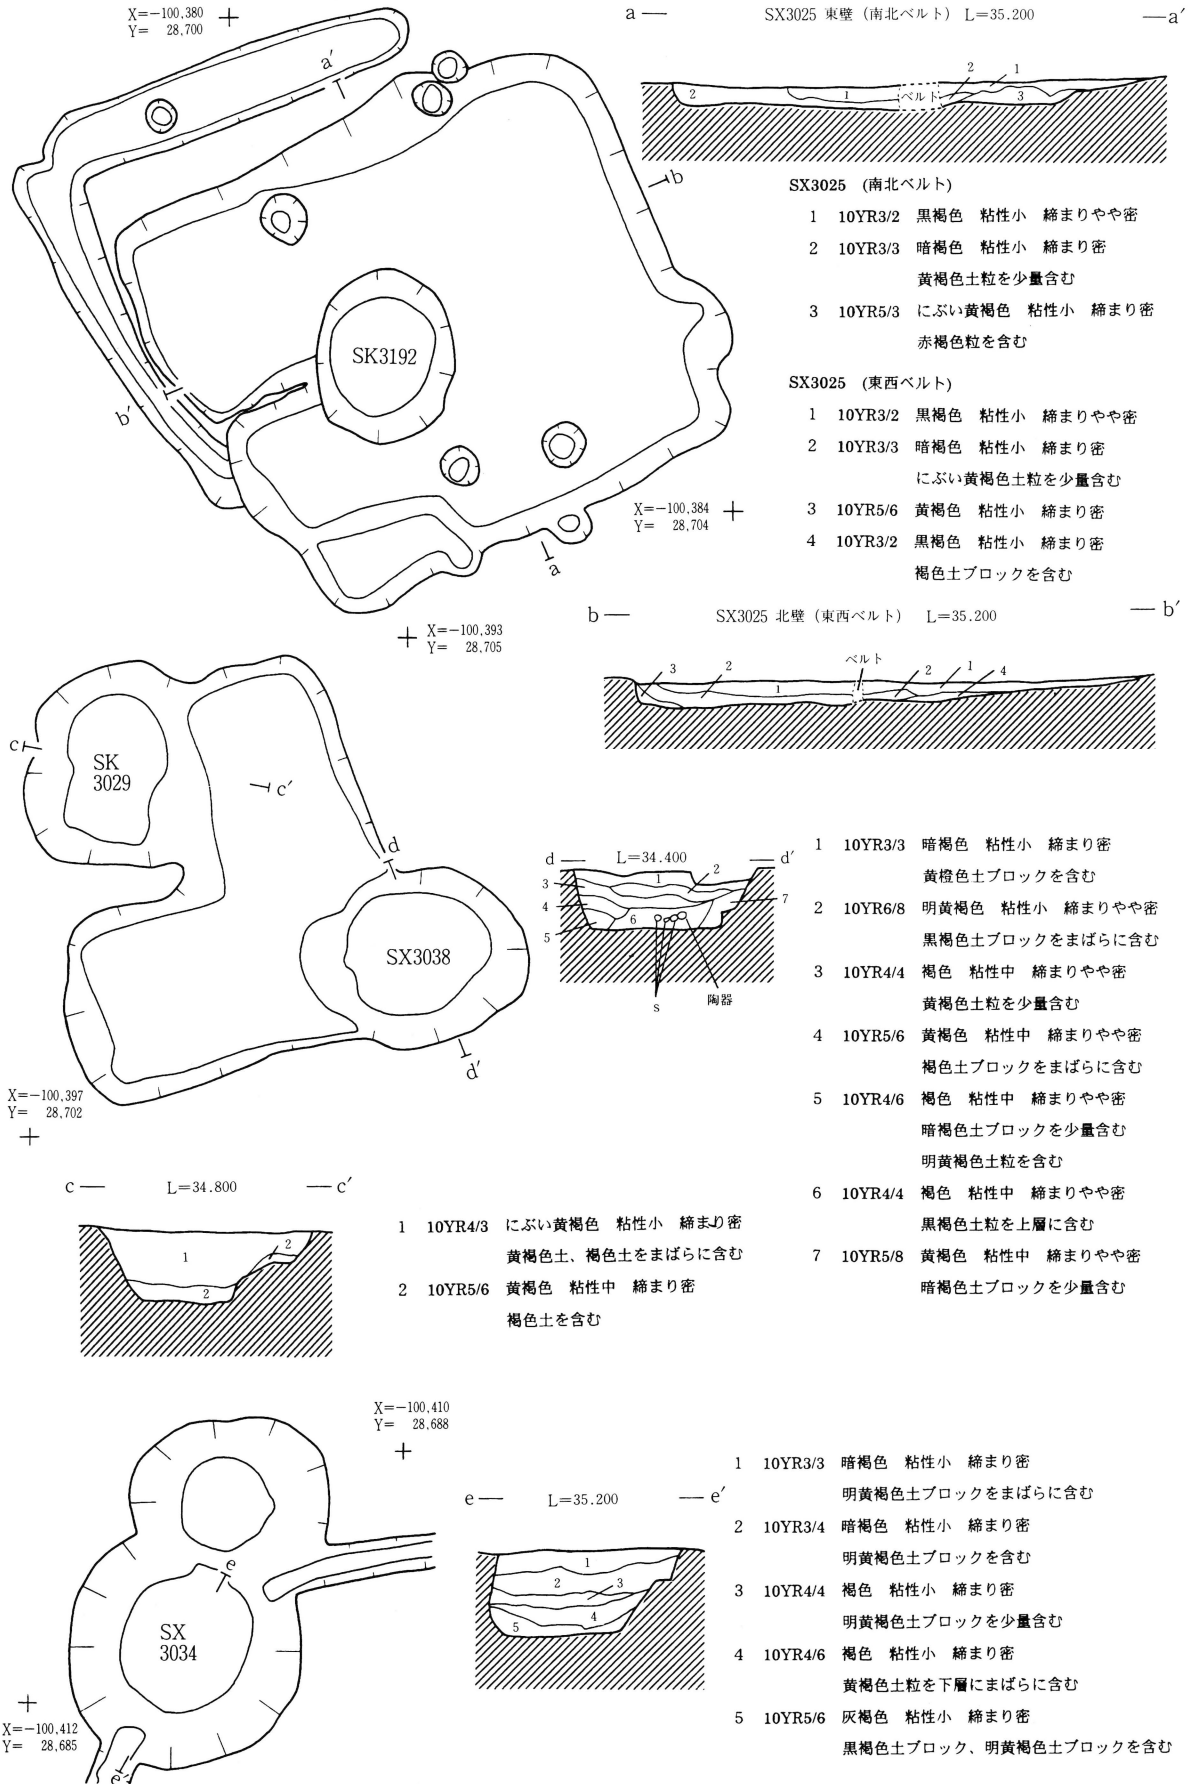 X=−100,380
Y= 28,700
a′
b
SK3192
b′
a
X=−100,384
Y= 28,704
a
SX3025 東壁（南北ベルト）L=35.200
a′
2
1
2
1
ベルト
3
SX3025 (南北ベルト)
1 10YR3/2 黒褐色 粘性小 締まりやや密
2 10YR3/3 暗褐色 粘性小 締まり密
黄褐色土粒を少量含む
3 10YR5/3 にぶい黄褐色 粘性小 締まり密
赤褐色粒を含む
SX3025 (東西ベルト)
1 10YR3/2 黒褐色 粘性小 締まりやや密
2 10YR3/3 暗褐色 粘性小 締まり密
にぶい黄褐色土粒を少量含む
3 10YR5/6 黄褐色 粘性小 締まり密
4 10YR3/2 黒褐色 粘性小 締まり密
褐色土ブロックを含む
b
SX3025 北壁（東西ベルト） L=35.200
b′
ベルト
3
2
1
2
1
4
X=−100,393
Y= 28,705
c
SK
3029
c′
d
SX3038
d′
X=−100,397
Y= 28,702
d
L=34.400
d′
1
2
3
4
5
6
7
S
陶器
1 10YR3/3 暗褐色 粘性小 締まり密
黄橙色土ブロックを含む
2 10YR6/8 明黄褐色 粘性小 締まりやや密
黒褐色土ブロックをまばらに含む
3 10YR4/4 褐色 粘性中 締まりやや密
黄褐色土粒を少量含む
4 10YR5/6 黄褐色 粘性中 締まりやや密
褐色土ブロックをまばらに含む
5 10YR4/6 褐色 粘性中 締まりやや密
暗褐色土ブロックを少量含む
明黄褐色土粒を含む
6 10YR4/4 褐色 粘性中 締まりやや密
黒褐色土粒を上層に含む
7 10YR5/8 黄褐色 粘性中 締まりやや密
暗褐色土ブロックを少量含む
c
L=34.800
c′
1
2
2
1 10YR4/3 にぶい黄褐色 粘性小 締まり密
黄褐色土、褐色土をまばらに含む
2 10YR5/6 黄褐色 粘性中 締まり密
褐色土を含む
X=−100,410
Y= 28,688
e
SX
3034
e′
X=−100,412
Y= 28,685
e
L=35.200
e′
1
2
3
4
5
1 10YR3/3 暗褐色 粘性小 締まり密
明黄褐色土ブロックをまばらに含む
2 10YR3/4 暗褐色 粘性小 締まり密
明黄褐色土ブロックを含む
3 10YR4/4 褐色 粘性小 締まり密
明黄褐色土ブロックを少量含む
4 10YR4/6 褐色 粘性小 締まり密
黄褐色土粒を下層にまばらに含む
5 10YR5/6 灰褐色 粘性小 締まり密
黒褐色土ブロック、明黄褐色土ブロックを含む